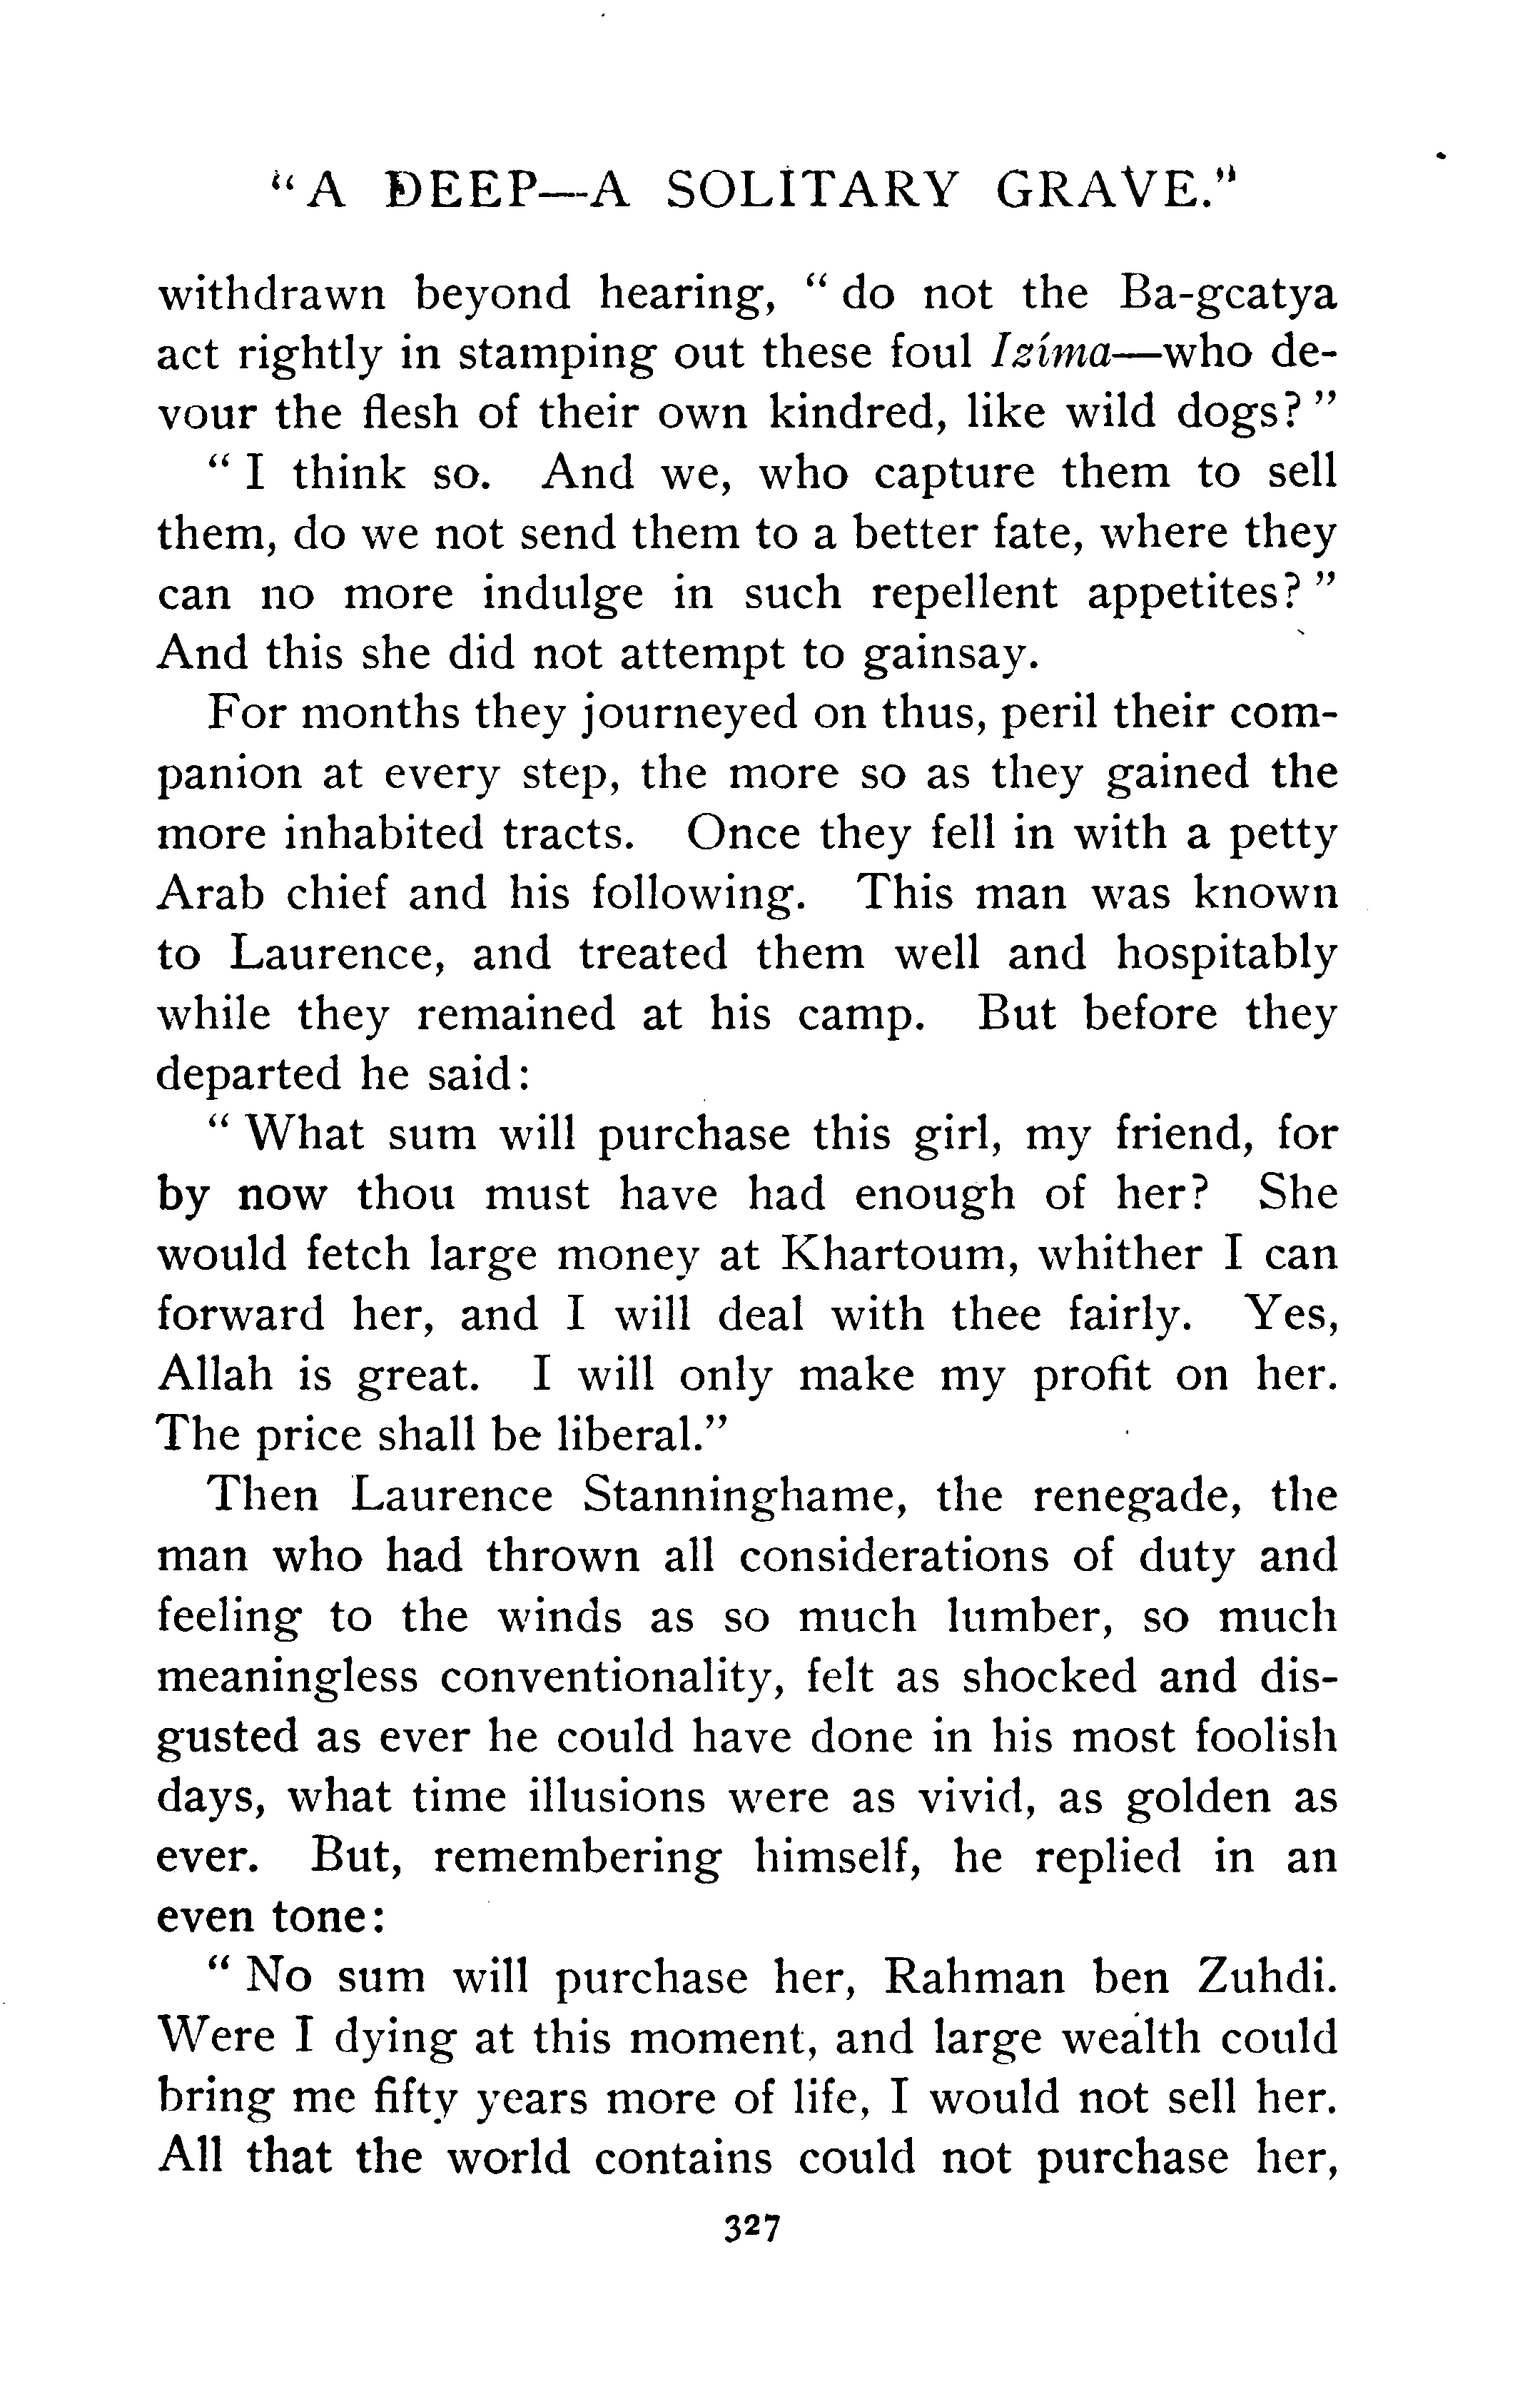 “A DEEP—A SOLITARY GRAVE.”
withdrawn beyond hearing, “do not the Ba-gcatya
act rightly in stamping out these foul Izíma—who de-
vour the flesh of their own kindred, like wild dogs?”
“I think so. And we, who capture them to sell
them, do we not send them to a better fate, where they
can no more indulge in such repellent appetites?”
And this she did not attempt to gainsay.
For months they journeyed on thus, peril their com-
panion at every step, the more so as they gained the
more inhabited tracts. Once they fell in with a petty
Arab chief and his following. This man was known
to Laurence, and treated them well and hospitably
while they remained at his camp. But before they
departed he said:
“What sum will purchase this girl, my friend, for
by now thou must have had enough of her? She
would fetch large money at Khartoum, whither I can
forward her, and I will deal with thee fairly. Yes,
Allah is great. I will only make my profit on her.
The price shall be liberal.”
Then Laurence Stanninghame, the renegade, the
man who had thrown all considerations of duty and
feeling to the winds as so much lumber, so much
meaningless conventionality, felt as shocked and dis-
gusted as ever he could have done in his most foolish
days, what time illusions were as vivid, as golden as
ever. But, remembering himself, he replied in an
even tone:
“No sum will purchase her, Rahman ben Zuhdi.
Were I dying at this moment, and large wealth could
bring me fifty years more of life, I would not sell her.
All that the world contains could not purchase her,
327